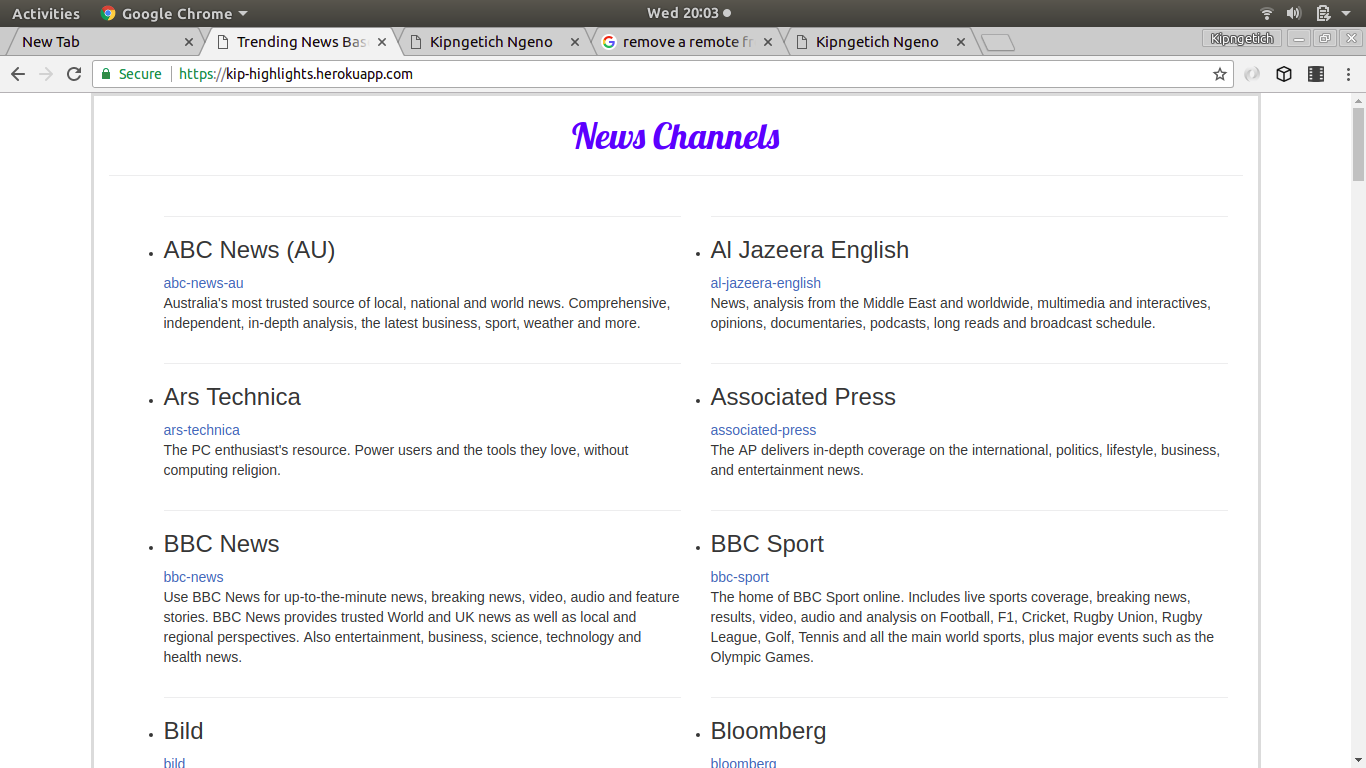 Activities Google Chrome Wed 20:03
New Tab Trending News Bas Kipngetich Ngeno remove a remote fr Kipngetich Ngeno Kipngetich
Secure https://kip-highlights.herokuapp.com
News Channels
ABC News (AU)
abc-news-au
Australia's most trusted source of local, national and world news. Comprehensive,
independent, in-depth analysis, the latest business, sport, weather and more.
Al Jazeera English
al-jazeera-english
News, analysis from the Middle East and worldwide, multimedia and interactives,
opinions, documentaries, podcasts, long reads and broadcast schedule.
Ars Technica
ars-technica
The PC enthusiast's resource. Power users and the tools they love, without
computing religion.
Associated Press
associated-press
The AP delivers in-depth coverage on the international, politics, lifestyle, business,
and entertainment news.
BBC News
bbc-news
Use BBC News for up-to-the-minute news, breaking news, video, audio and feature
stories. BBC News provides trusted World and UK news as well as local and
regional perspectives. Also entertainment, business, science, technology and
health news.
BBC Sport
bbc-sport
The home of BBC Sport online. Includes live sports coverage, breaking news,
results, video, audio and analysis on Football, F1, Cricket, Rugby Union, Rugby
League, Golf, Tennis and all the main world sports, plus major events such as the
Olympic Games.
Bild
bild
Bloomberg
bloomberg